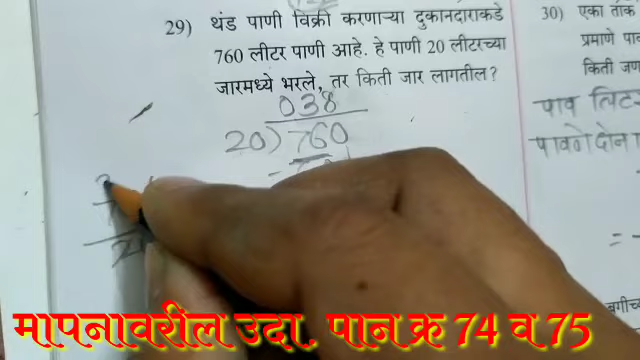 29) थंड पाणी विक्री करणाऱ्या दुकानदाराकडे
760 लीटर पाणी आहे. हे पाणी 20 लीटरच्या
जारमध्ये भरले, तर किती जार लागतील?
038
20)760
30) एका
प्रमाणे
किती
पाव लिट
पावणे दोन
=
मापनावरील उदा. पान क्र 74 व 75